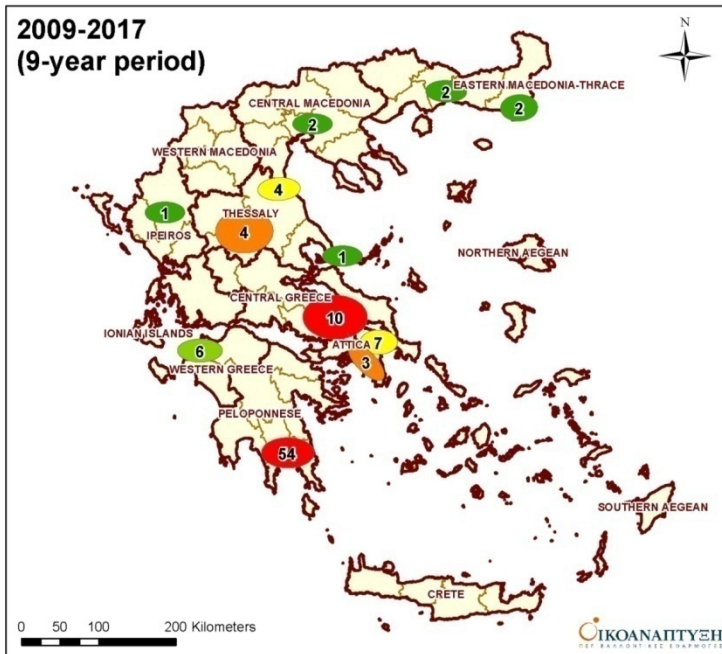 2009-2017
(9-year period)
N
EASTERN MACEDONIA-THRACE
2
2
CENTRAL MACEDONIA
2
WESTERN MACEDONIA
4
1
THESSALY
4
IPEIROS
NORTHERN AEGEAN
1
CENTRAL GREECE
10
IONIAN ISLANDS
ATTICA
7
6
3
WESTERN GREECE
PELOPONNESE
54
SOUTHERN AEGEAN
CRETE
0 50 100 200 Kilometers
ΟΙΚΟΑΝΑΠΤΥΞΗ
ΠΕΡΙΒΑΛΛΟΝΤΙΚΕΣ ΕΦΑΡΜΟΓΕΣ